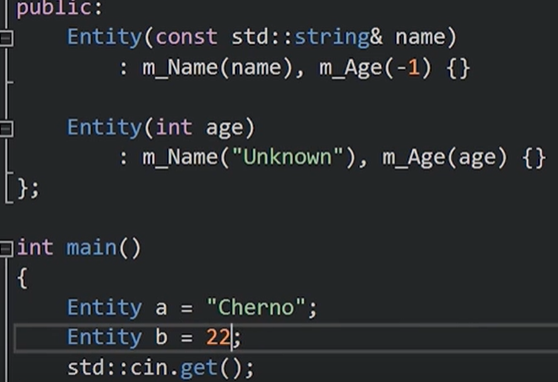 public:
    Entity(const std::string& name)
        : m_Name(name), m_Age(-1) {}
    Entity(int age)
        : m_Name("Unknown"), m_Age(age) {}
};
int main()
{
    Entity a = "Cherno";
    Entity b = 22;
    std::cin.get();